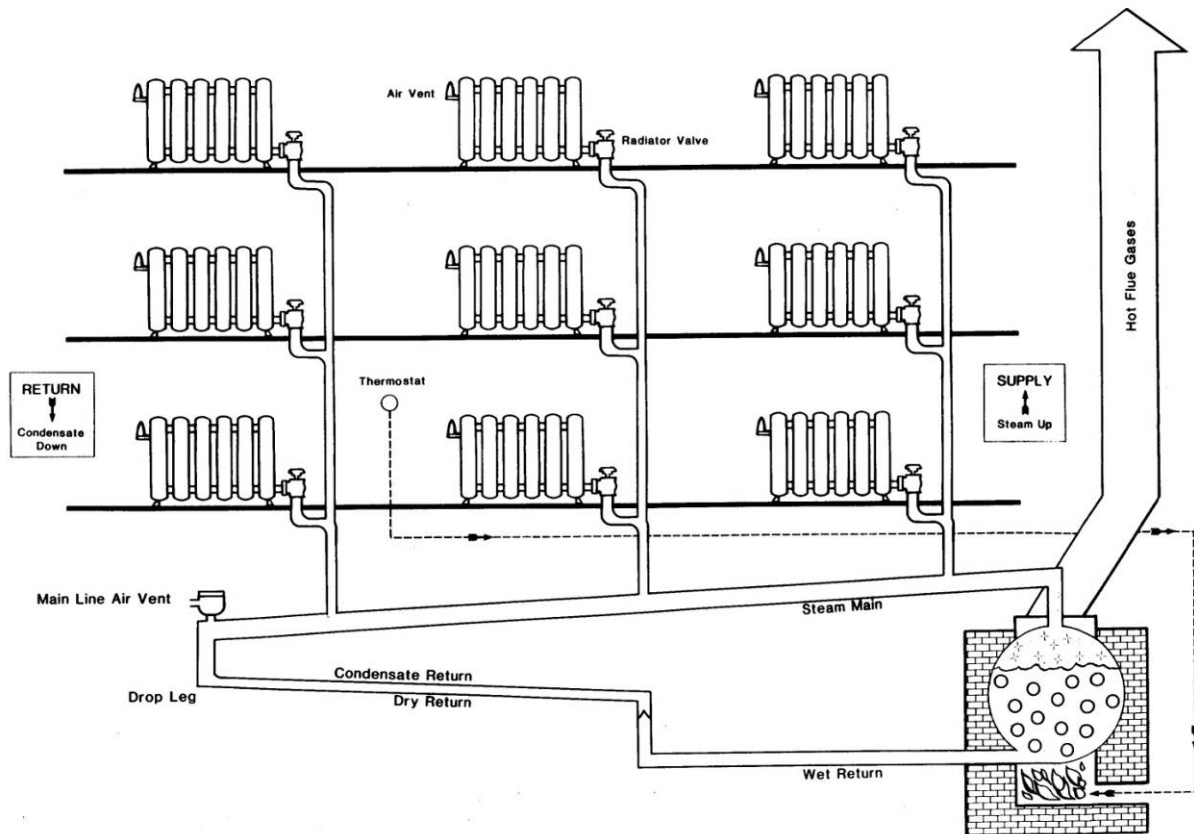 Air Vent
Radiator Valve
Hot Flue Gases
RETURN
Condensate
Down
Thermostat
SUPPLY
Steam Up
Main Line Air Vent
Steam Main
Condensate Return
Drop Leg
Dry Return
Wet Return